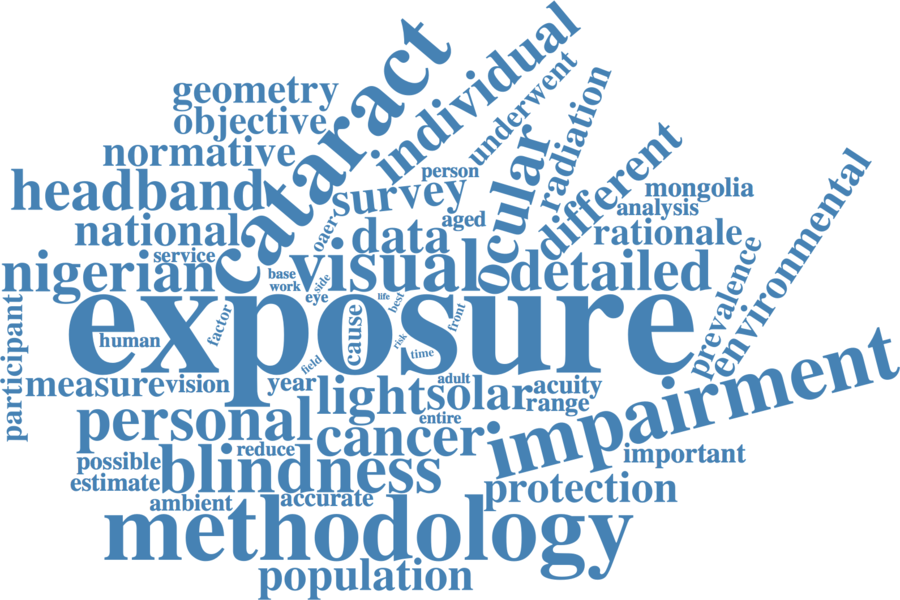 cataract
individual
underwent
radiation
geometry
objective
normative
headband
national
service
nigerian
survey
person
aged
oaer
data
ocular
different
mongolia
analysis
rationale
environmental
prevalence
visual
detailed
base
work
side
eye
life
best
exposure
human
factor
cause
risk
front
time
field
participant
measure
vision
year
light
adult
solar
acuity
range
entire
personal
cancer
impairment
important
possible
reduce
blindness
estimate
ambient
accurate
protection
methodology
population